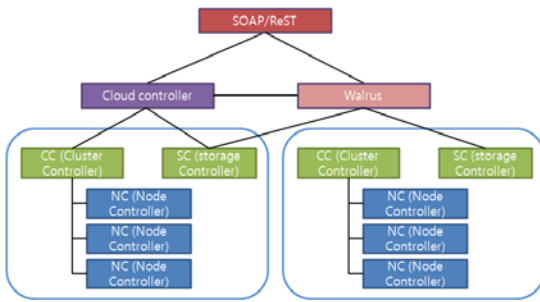 SOAP/ReST
Cloud controller
Walrus
CC (Cluster
Controller)
SC (storage
Controller)
CC (Cluster
Controller)
SC (storage
Controller)
NC (Node
Controller)
NC (Node
Controller)
NC (Node
Controller)
NC (Node
Controller)
NC (Node
Controller)
NC (Node
Controller)